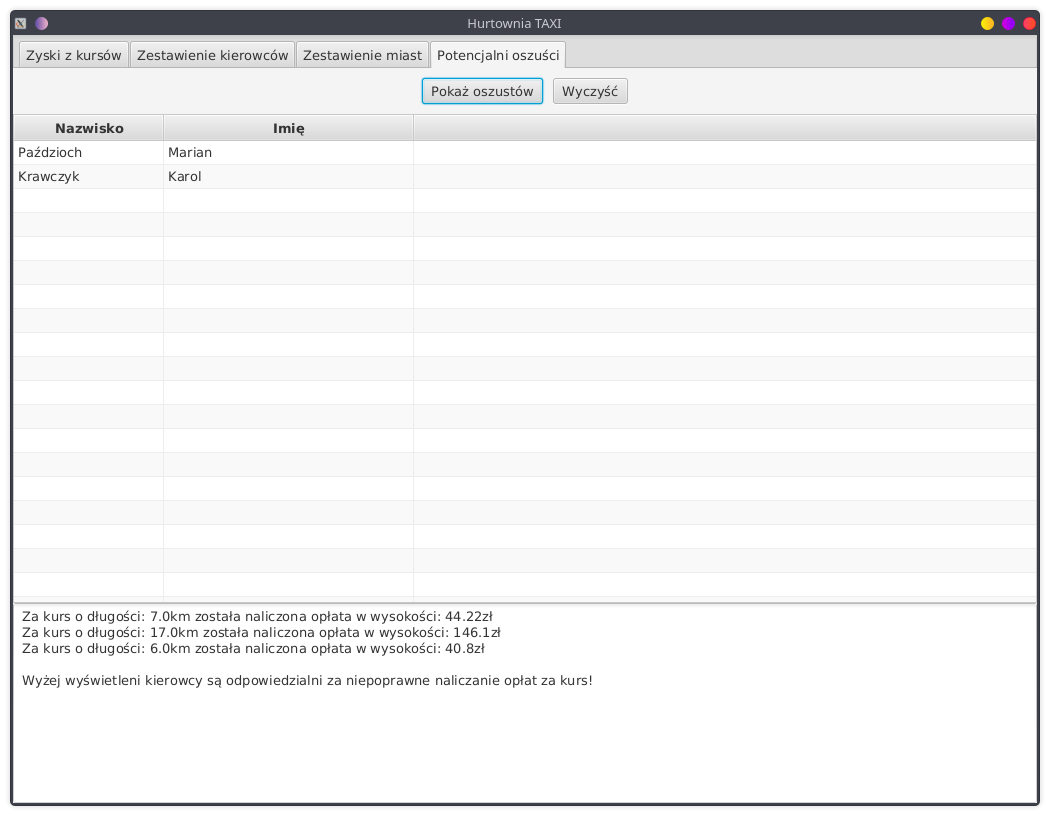 Hurtownia TAXI
Zyski z kursów Zestawienie kierowców Zestawienie miast Potencjalni oszuści
Pokaż oszustów Wyczyść
Nazwisko Imię
Paździoch Marian
Krawczyk Karol
Za kurs o długości: 7.0km została naliczona opłata w wysokości: 44.22zł
Za kurs o długości: 17.0km została naliczona opłata w wysokości: 146.1zł
Za kurs o długości: 6.0km została naliczona opłata w wysokości: 40.8zł
Wyżej wyświetleni kierowcy są odpowiedzialni za niepoprawne naliczanie opłat za kurs!